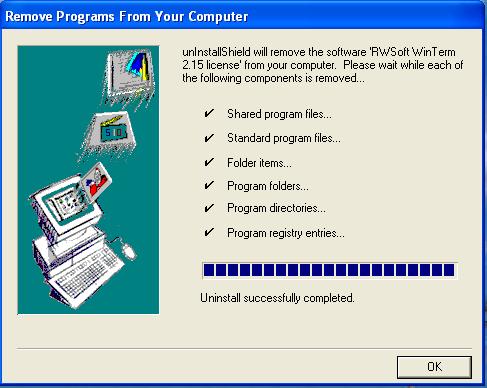 Remove Programs From Your Computer
unInstallShield will remove the software 'RWSoft WinTerm
2.15 license' from your computer.  Please wait while each of
the following components is removed...
Shared program files...
Standard program files...
Folder items...
Program folders...
Program directories...
Program registry entries...
Uninstall successfully completed.
OK